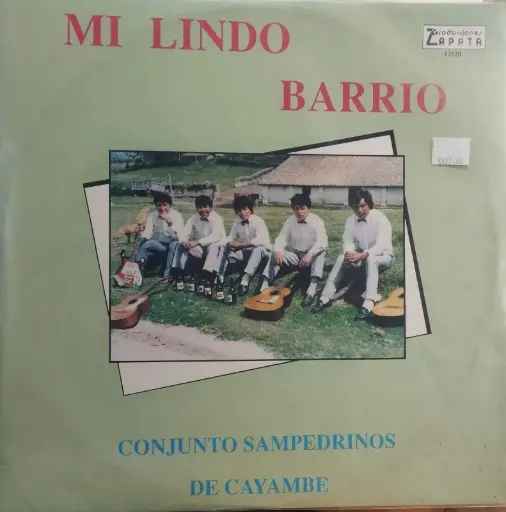 MI LINDO
BARRIO
Producciones
ZAPATA
CONJUNTO SAMPEDRINOS
DE CAYAMBE